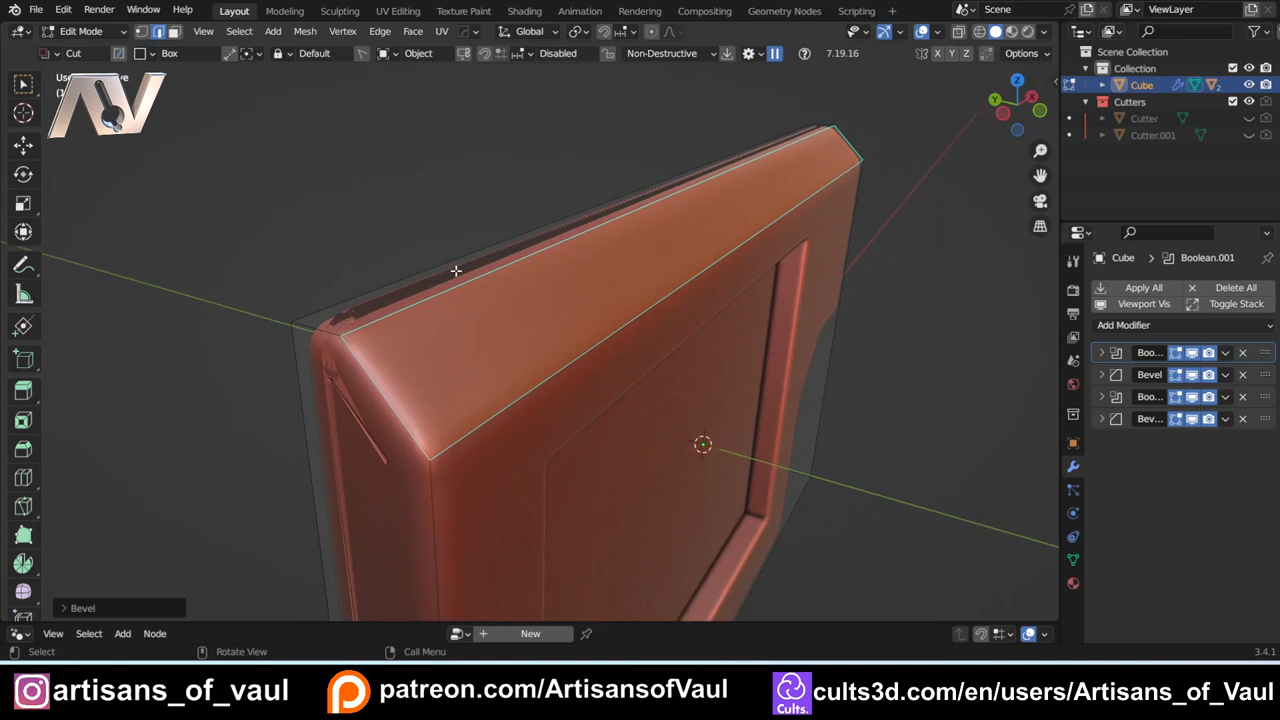 File Edit Render Window Help Layout Modeling Sculpting UV Editing Texture Paint Shading Animation Rendering Compositing Geometry Nodes Scripting Scene ViewLayer
Edit Mode View Select Add Mesh Vertex Edge Face UV Global
Cut Box Default Object Disabled Non-Destructive 7.19.16 X Y Z Options
AV
Scene Collection
Collection
Cube 2
Cutters
Cutter
Cutter.001
Cube Boolean.001
Apply All Delete All
Viewport Vis Toggle Stack
Add Modifier
Boo...
Bevel
Boo...
Bev...
Bevel
View Select Add Node New
Select Rotate View Call Menu 3.4.1
artisans_of_vaul patreon.com/ArtisansofVaul Cults. cults3d.com/en/users/Artisans_of_Vaul